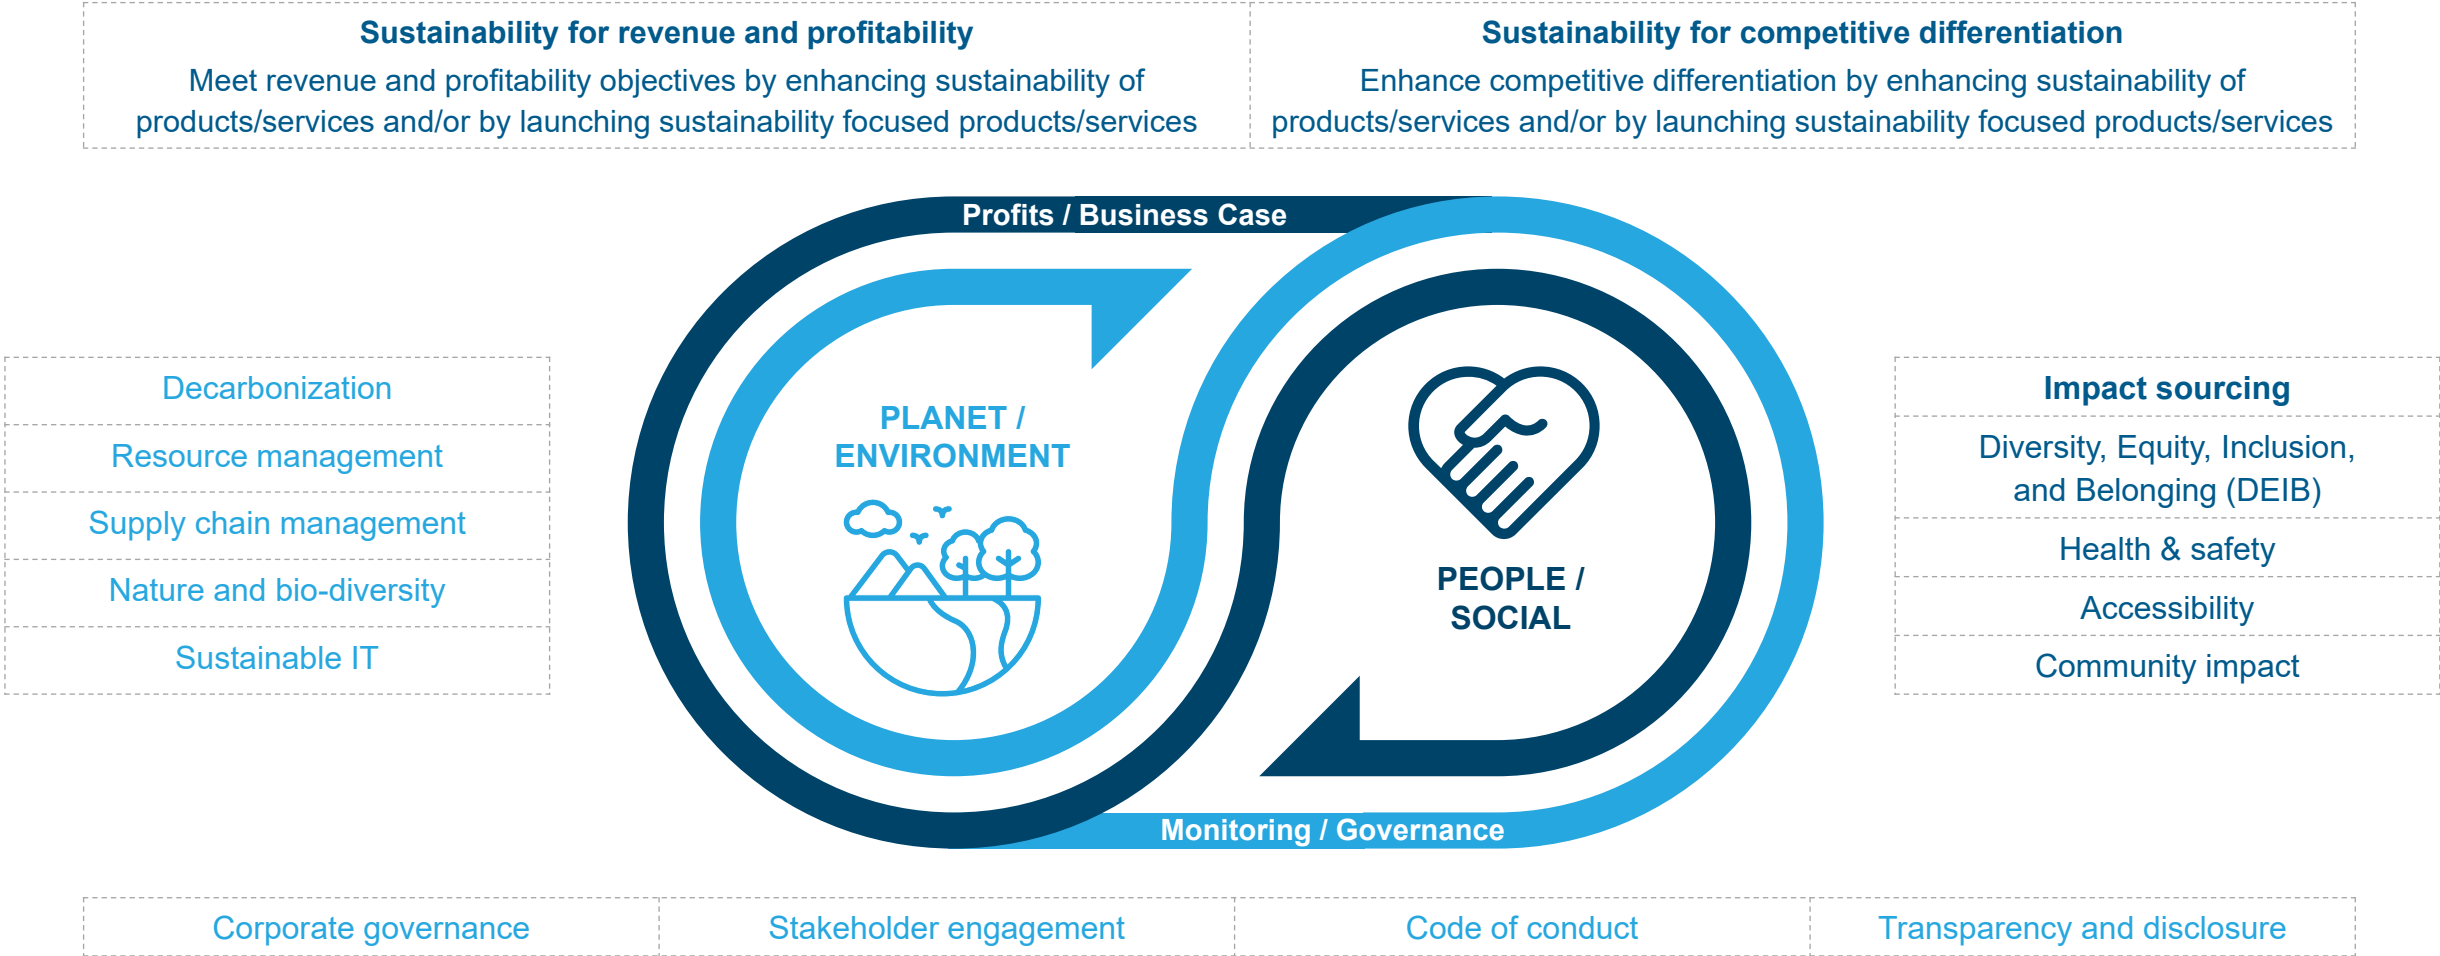 Sustainability for revenue and profitability
Meet revenue and profitability objectives by enhancing sustainability of
products/services and/or by launching sustainability focused products/services
Sustainability for competitive differentiation
Enhance competitive differentiation by enhancing sustainability of
products/services and/or by launching sustainability focused products/services
Profits / Business Case
Decarbonization
Resource management
Supply chain management
Nature and bio-diversity
Sustainable IT
PLANET /
ENVIRONMENT
PEOPLE /
SOCIAL
Impact sourcing
Diversity, Equity, Inclusion,
and Belonging (DEIB)
Health & safety
Accessibility
Community impact
Monitoring / Governance
Corporate governance
Stakeholder engagement
Code of conduct
Transparency and disclosure